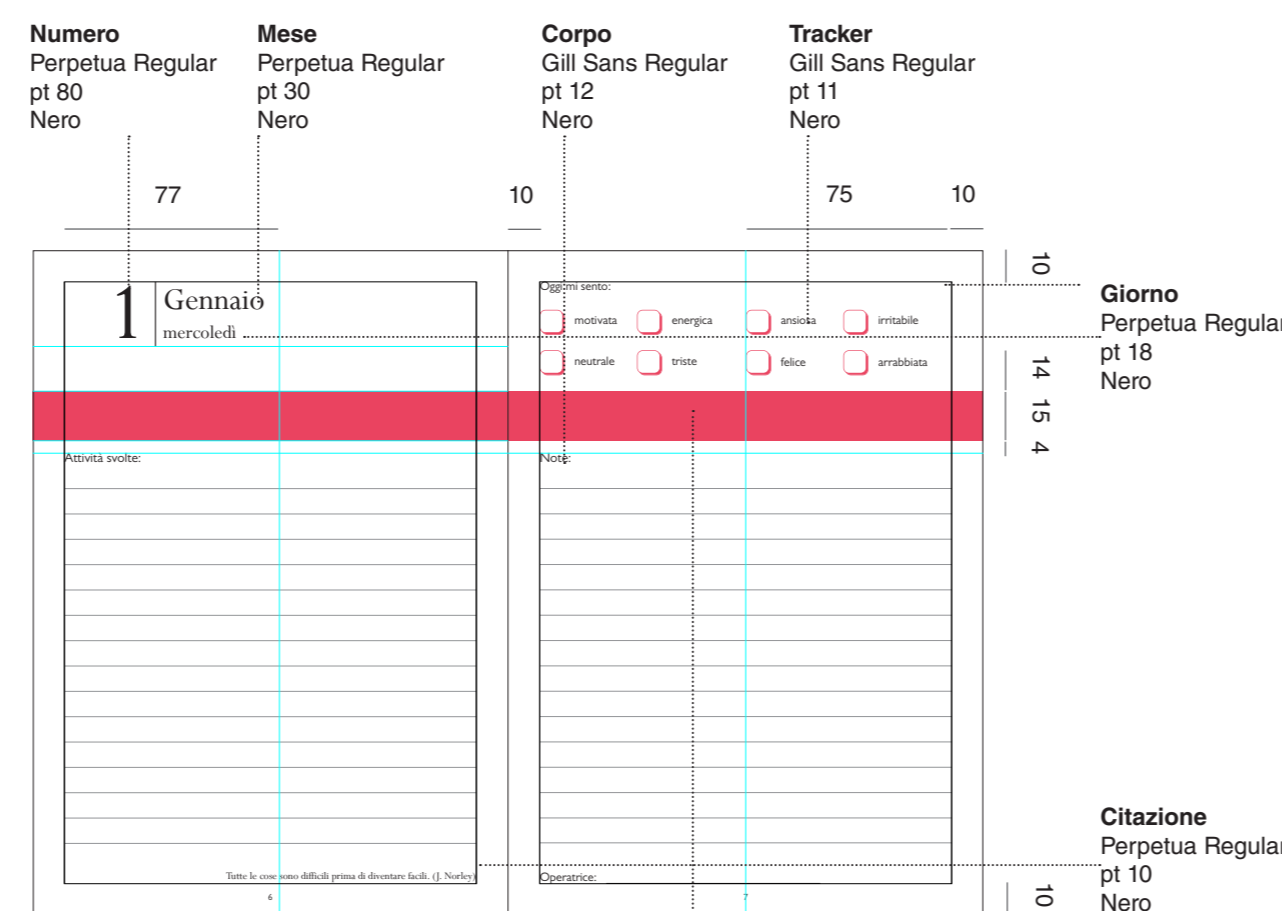 Numero
Perpetua Regular
pt 80
Nero
Mese
Perpetua Regular
pt 30
Nero
Corpo
Gill Sans Regular
pt 12
Nero
Tracker
Gill Sans Regular
pt 11
Nero
77
10
75
10
10
1
Gennaio
mercoledì
Oggi mi sento:
motivata energica ansiosa irritabile
neutrale triste felice arrabbiata
Giorno
Perpetua Regular
pt 18
Nero
14
15
4
Attività svolte:
Note:
Tutte le cose sono difficili prima di diventare facili. (J. Norley)
Operatrice:
6
7
Citazione
Perpetua Regular
pt 10
Nero
10